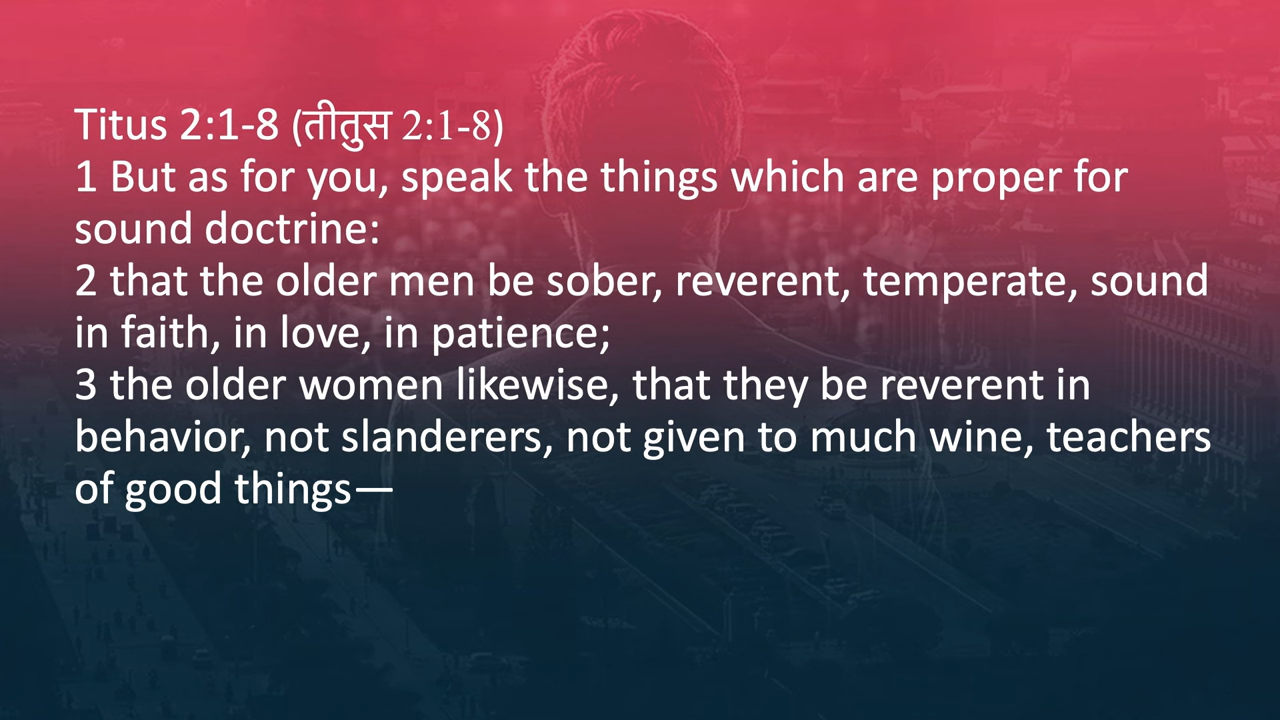 Titus 2:1-8 (तीतुस 2:1-8)
1 But as for you, speak the things which are proper for
sound doctrine:
2 that the older men be sober, reverent, temperate, sound
in faith, in love, in patience;
3 the older women likewise, that they be reverent in
behavior, not slanderers, not given to much wine, teachers
of good things—